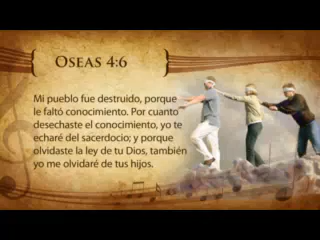 OSEAS 4:6
Mi pueblo fue destruido, porque
le faltó conocimiento. Por cuanto
desechaste el conocimiento, yo te
echaré del sacerdocio; y porque
olvidaste la ley de tu Dios, también
yo me olvidaré de tus hijos.